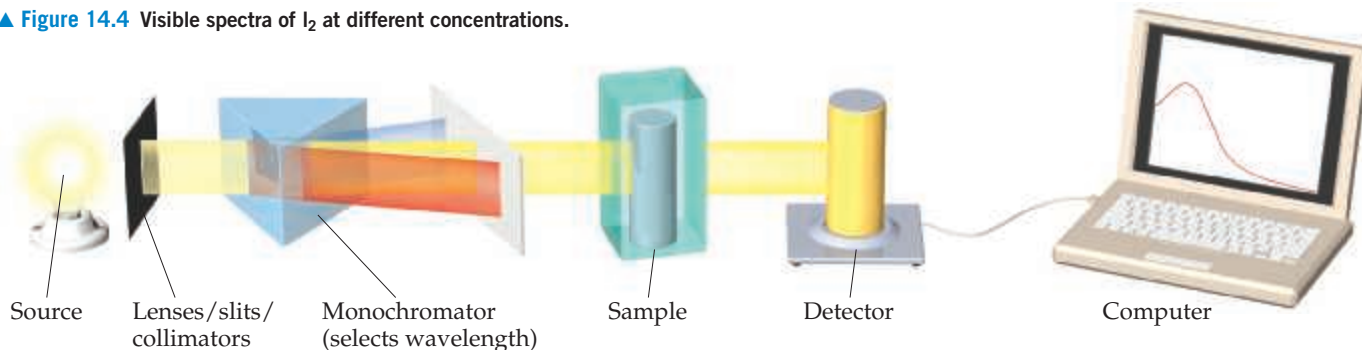 ▲ Figure 14.4 Visible spectra of I₂ at different concentrations.
Source
Lenses/slits/
collimators
Monochromator
(selects wavelength)
Sample
Detector
Computer